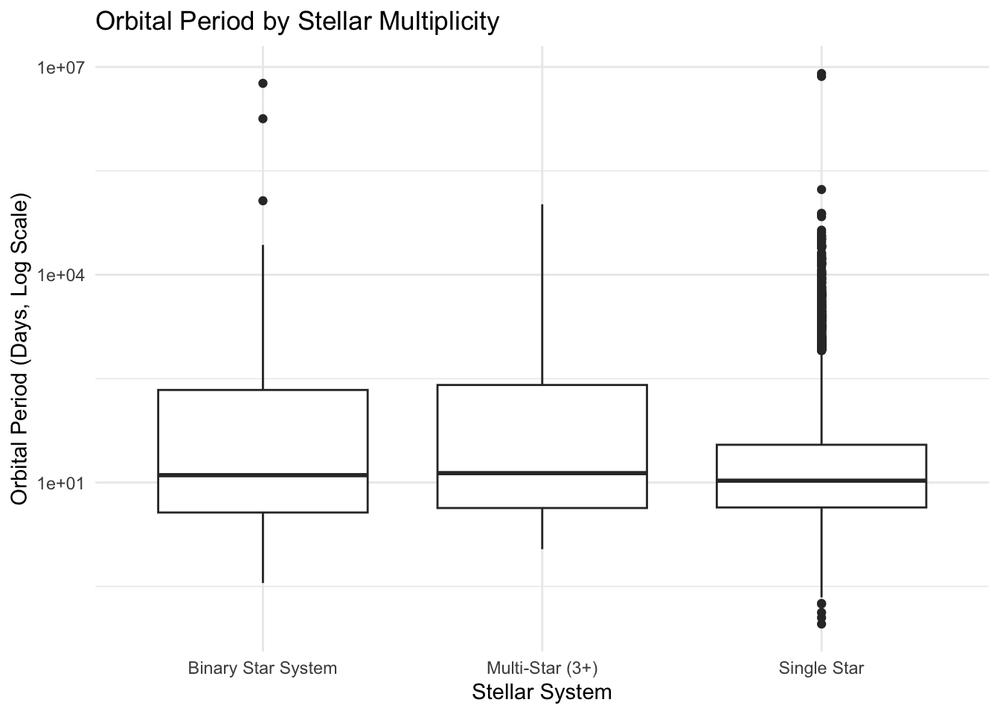 Orbital Period by Stellar Multiplicity
1e+07
1e+04
1e+01
Orbital Period (Days, Log Scale)
Binary Star System
Multi-Star (3+)
Single Star
Stellar System